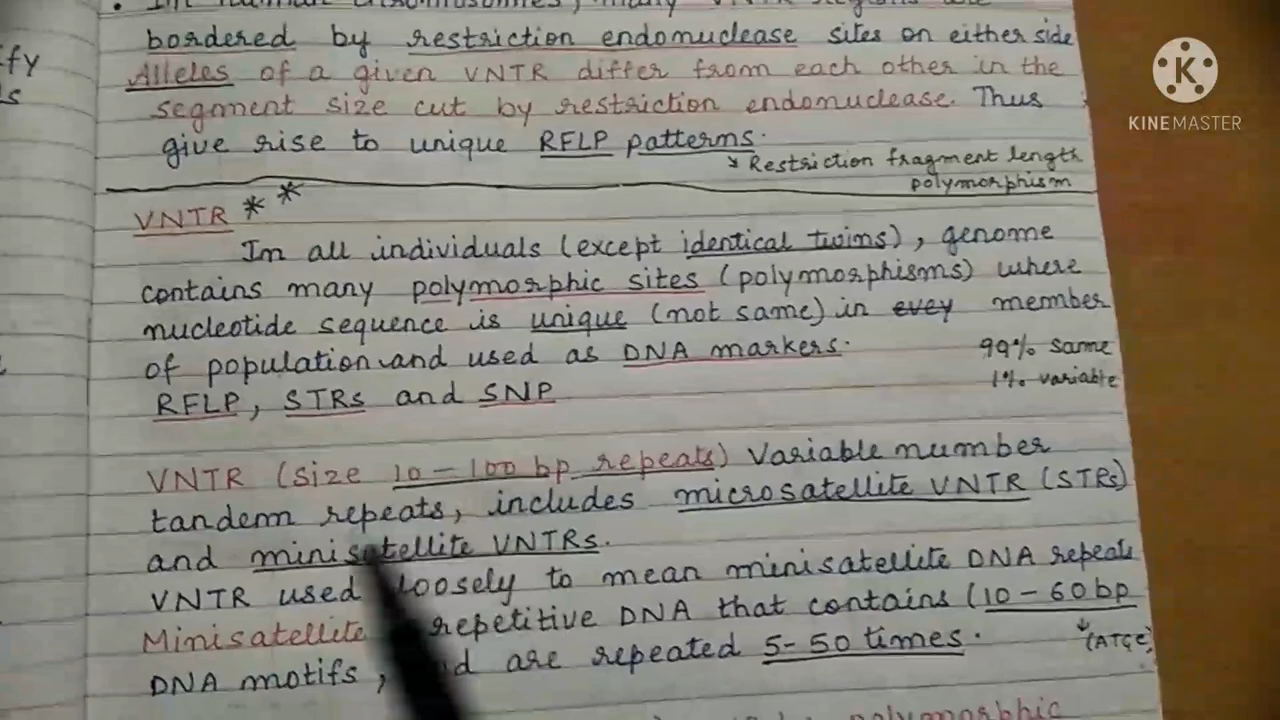 bordered by restriction endomuclease sites on either side
Alleles of a given VNTR differ from each other in the
segment size cut by restriction endomuclease. Thus
give rise to unique RFLP patterns.
Restriction fragment length
polymorphism
VNTR * *
In all individuals (except identical twins), genome
contains many polymorphic sites (polymorphisms) where
nucleotide sequence is unique (not same) in evey member
of population and used as DNA markers.
99% same
1% variable
RFLP, STRs and SNP
VNTR (size 10-100 bp repeats) Variable number
tandem repeats, includes microsatellite VNTR (STRs)
and minisatellite VNTRs.
VNTR used loosely to mean minisatellite DNA repeats
Minisatellite repetitive DNA that contains (10-60 bp
DNA motifs, are repeated 5-50 times.
polymorphic
KINEMASTER